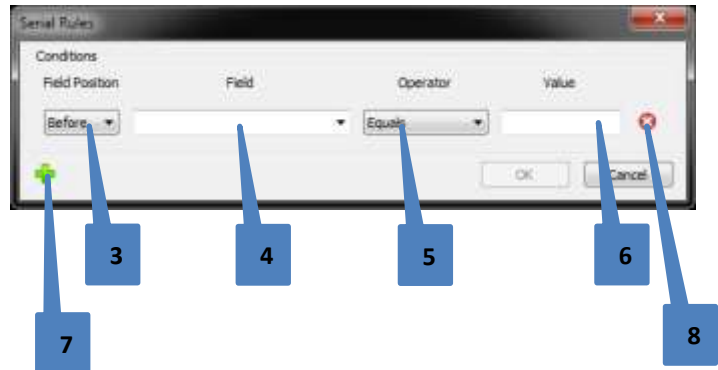 Serial Rules
Conditions
Field Position Field Operator Value
Before Equals
OK Cancel
3 4 5 6
7 8